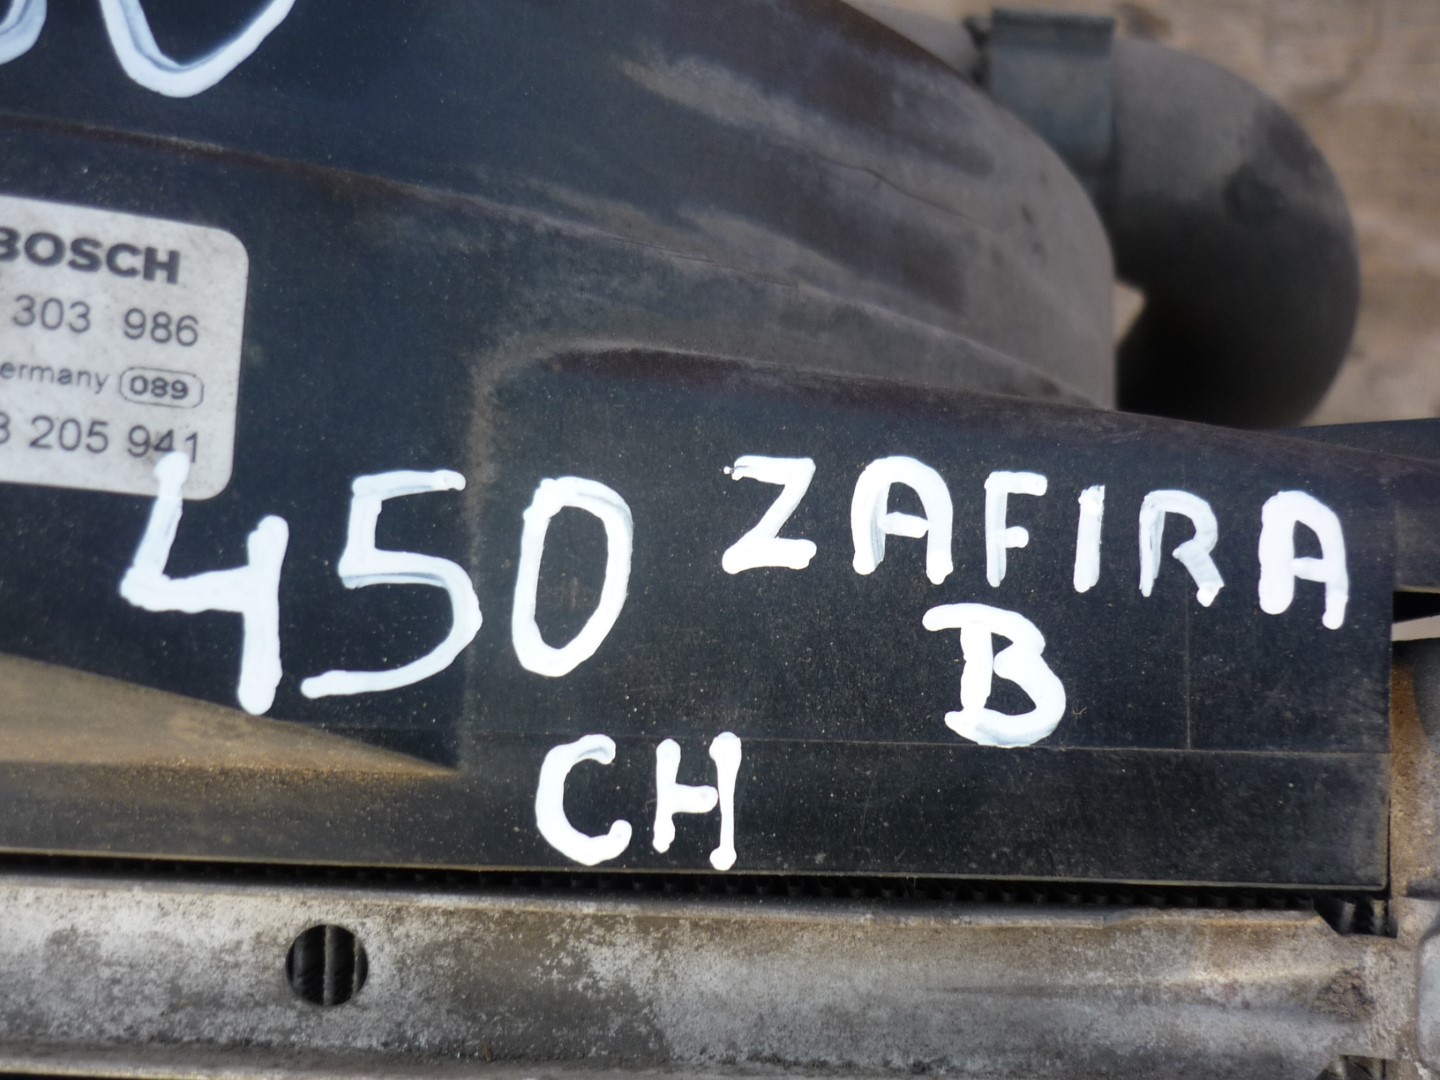 BOSCH
303 986
ermany 089
205 941
450 ZAFIRA
B
CH